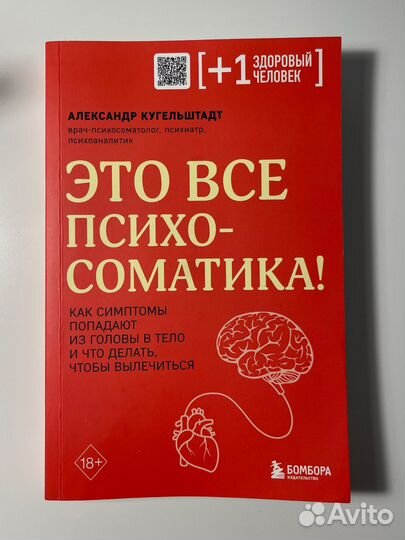 [+1 ЗДОРОВЫЙ
ЧЕЛОВЕК]
АЛЕКСАНДР КУГЕЛЬШТАДТ
врач-психосоматолог, психиатр,
психоаналитик
ЭТО ВСЕ
ПСИХО-
СОМАТИКА!
КАК СИМПТОМЫ
ПОПАДАЮТ
ИЗ ГОЛОВЫ В ТЕЛО
И ЧТО ДЕЛАТЬ,
ЧТОБЫ ВЫЛЕЧИТЬСЯ
18+
БОМБОРА
ИЗДАТЕЛЬСТВО
Avito